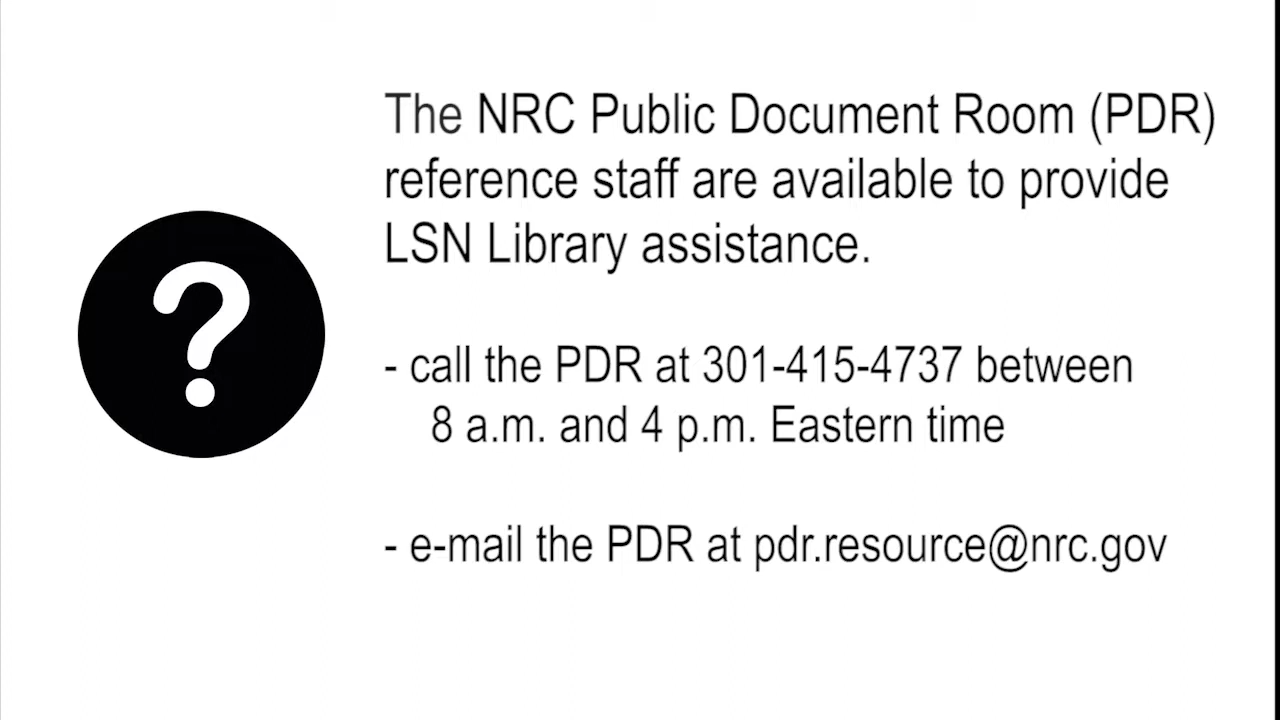 The NRC Public Document Room (PDR)
reference staff are available to provide
LSN Library assistance.
- call the PDR at 301-415-4737 between
8 a.m. and 4 p.m. Eastern time
- e-mail the PDR at pdr.resource@nrc.gov
?